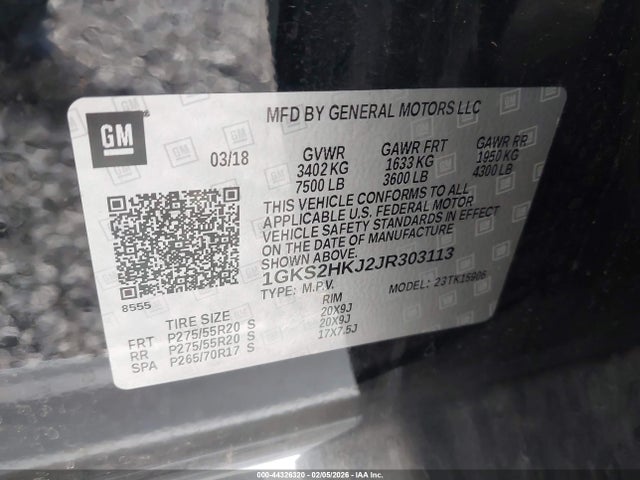 MFD BY GENERAL MOTORS LLC
GM
03/18
GVWR GAWR FRT GAWR RR
3402 KG 1633 KG 1950 KG
7500 LB 3600 LB 4300 LB
THIS VEHICLE CONFORMS TO ALL
APPLICABLE U.S. FEDERAL MOTOR
VEHICLE SAFETY STANDARDS IN EFFECT
ON THE DATE OF MANUFACTURE
SHOWN ABOVE.
1GKS2HKJ2JR303113
TYPE: M.P.V. MODEL: 23TK15906
8555
TIRE SIZE RIM
FRT P275/55R20 S 20X9J
RR P275/55R20 S 20X9J
SPA P265/70R17 S 17X7.5J
000-44326320 - 02/05/2026 - IAA Inc.